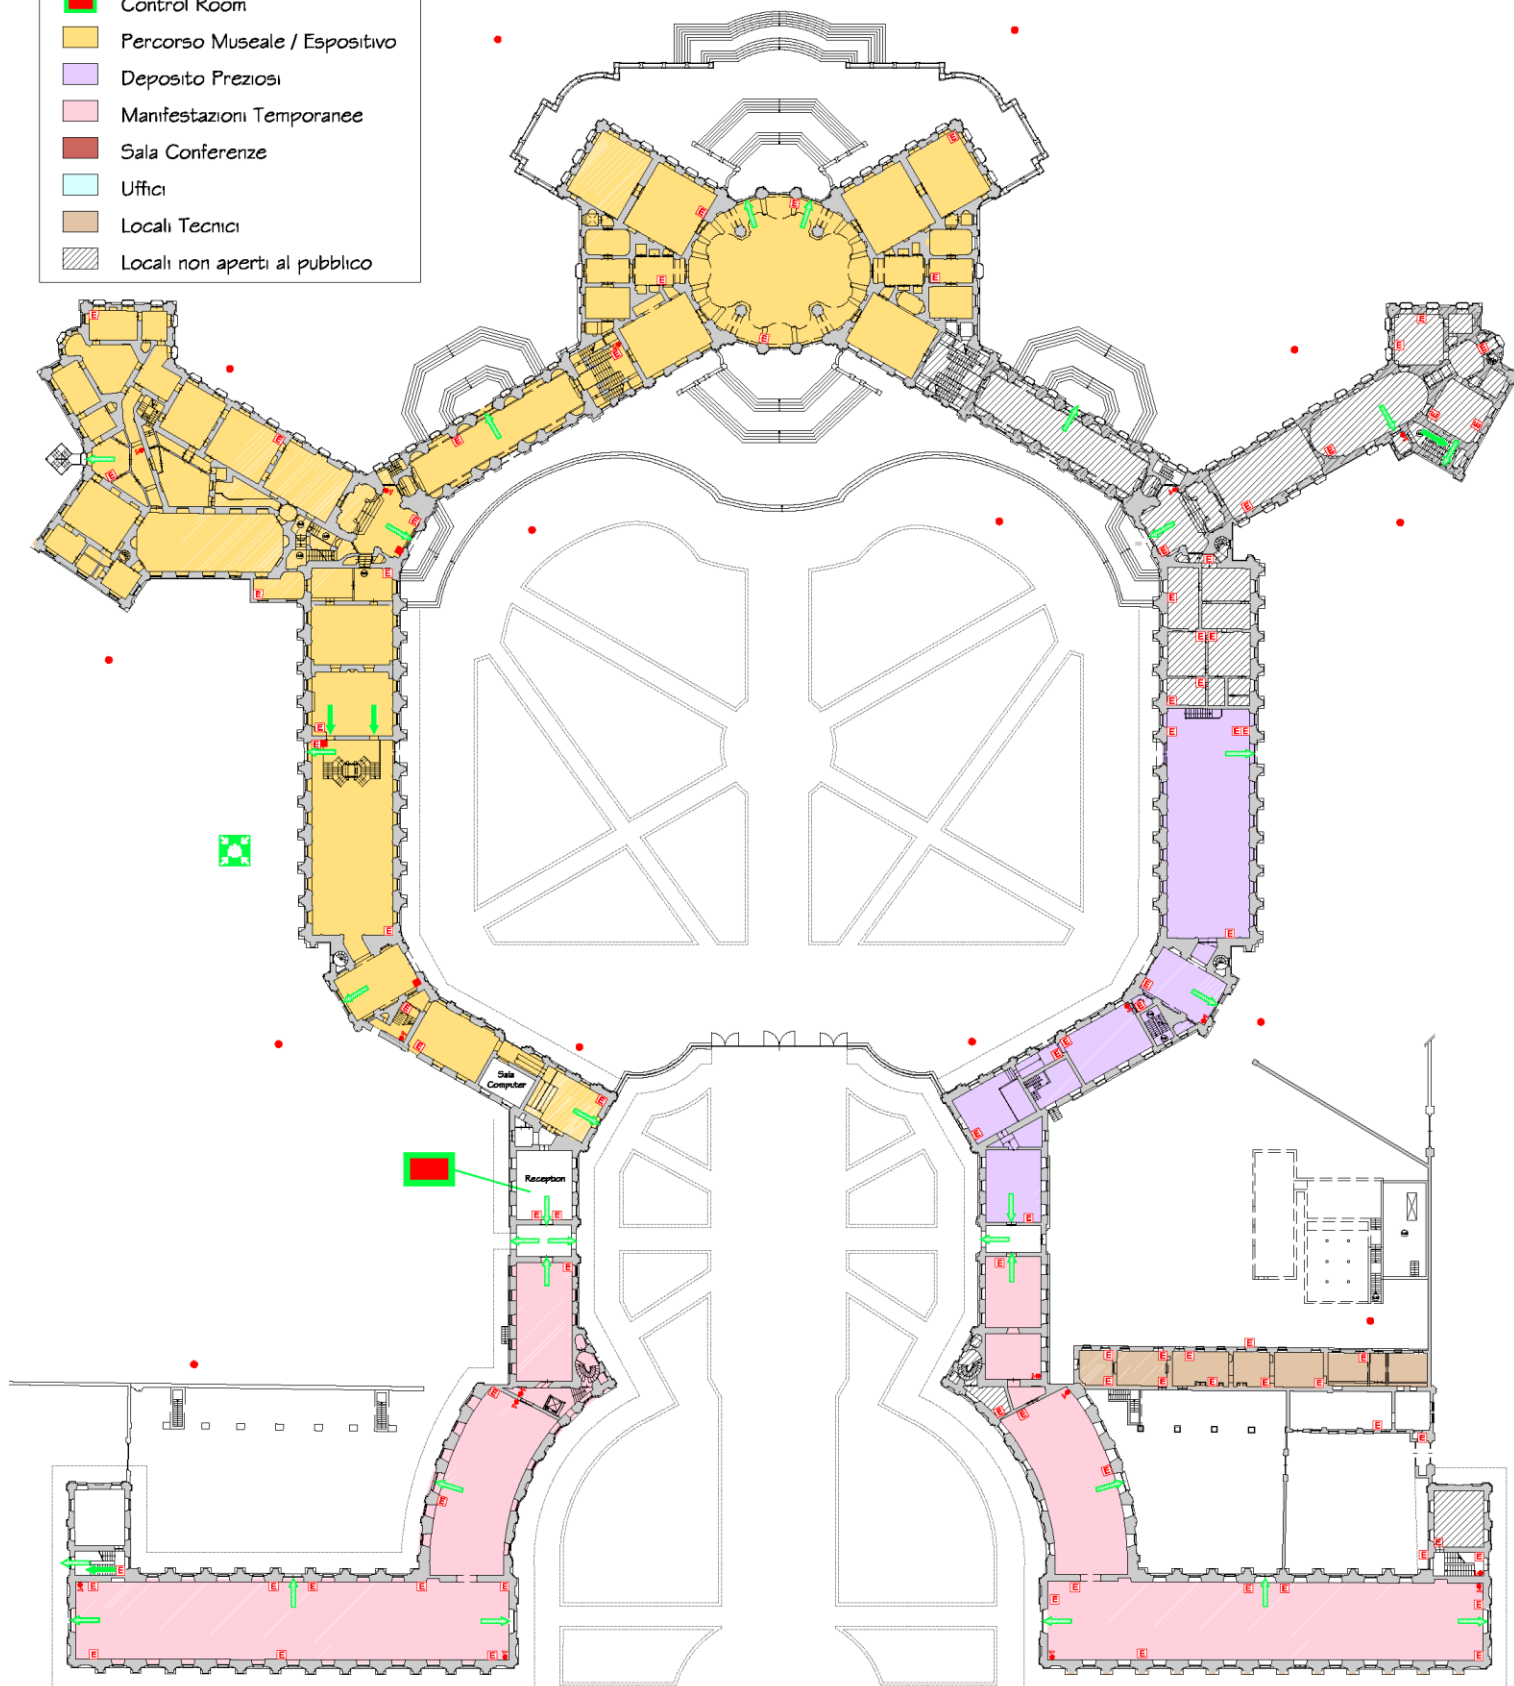 Control Room
Percorso Museale / Espositivo
Deposito Preziosi
Manifestazioni Temporanee
Sala Conferenze
Uffici
Locali Tecnici
Locali non aperti al pubblico
Sala
Computer
Reception